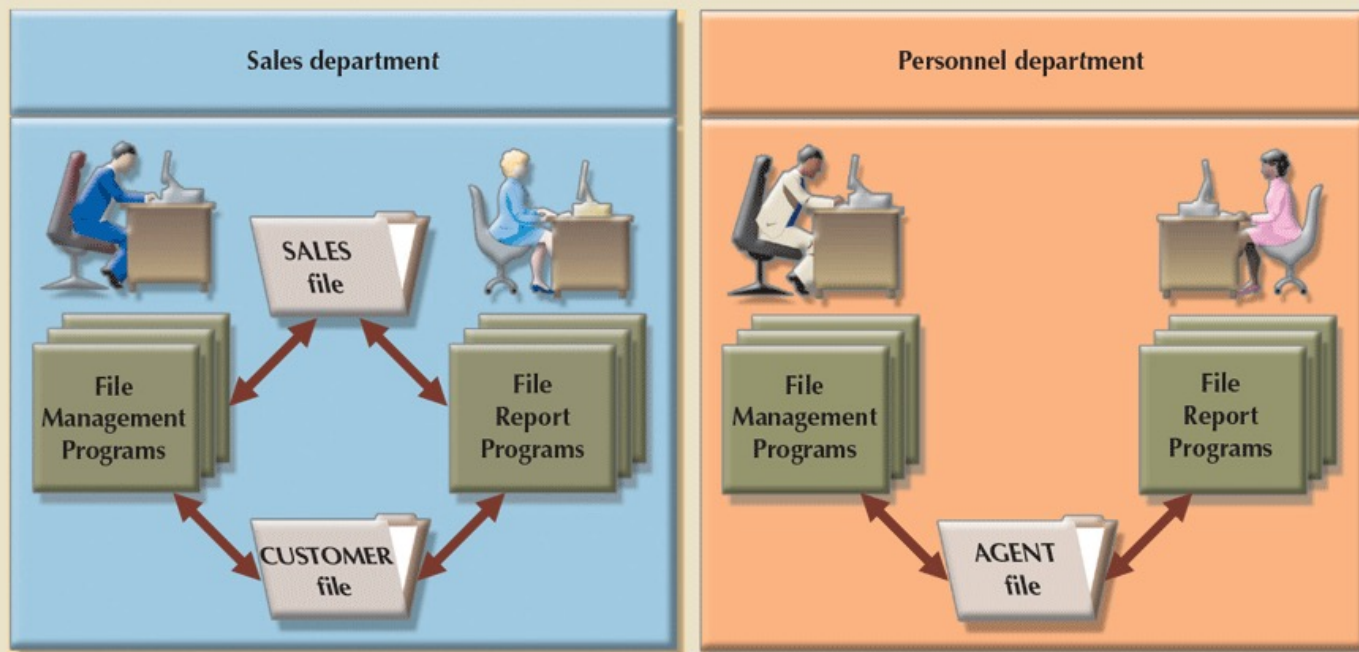 Sales department
SALES
file
File
Management
Programs
File
Report
Programs
CUSTOMER
file
Personnel department
File
Management
Programs
File
Report
Programs
AGENT
file